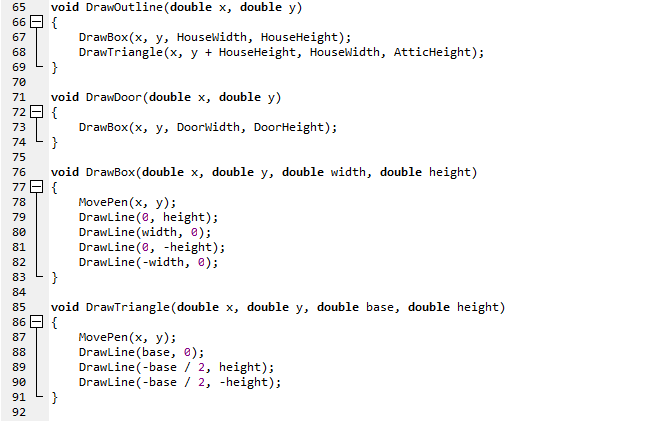 65 void DrawOutline(double x, double y)
66 {
67 DrawBox(x, y, HouseWidth, HouseHeight);
68 DrawTriangle(x, y + HouseHeight, HouseWidth, AtticHeight);
69 }
70
71 void DrawDoor(double x, double y)
72 {
73 DrawBox(x, y, DoorWidth, DoorHeight);
74 }
75
76 void DrawBox(double x, double y, double width, double height)
77 {
78 MovePen(x, y);
79 DrawLine(0, height);
80 DrawLine(width, 0);
81 DrawLine(0, -height);
82 DrawLine(-width, 0);
83 }
84
85 void DrawTriangle(double x, double y, double base, double height)
86 {
87 MovePen(x, y);
88 DrawLine(base, 0);
89 DrawLine(-base / 2, height);
90 DrawLine(-base / 2, -height);
91 }
92